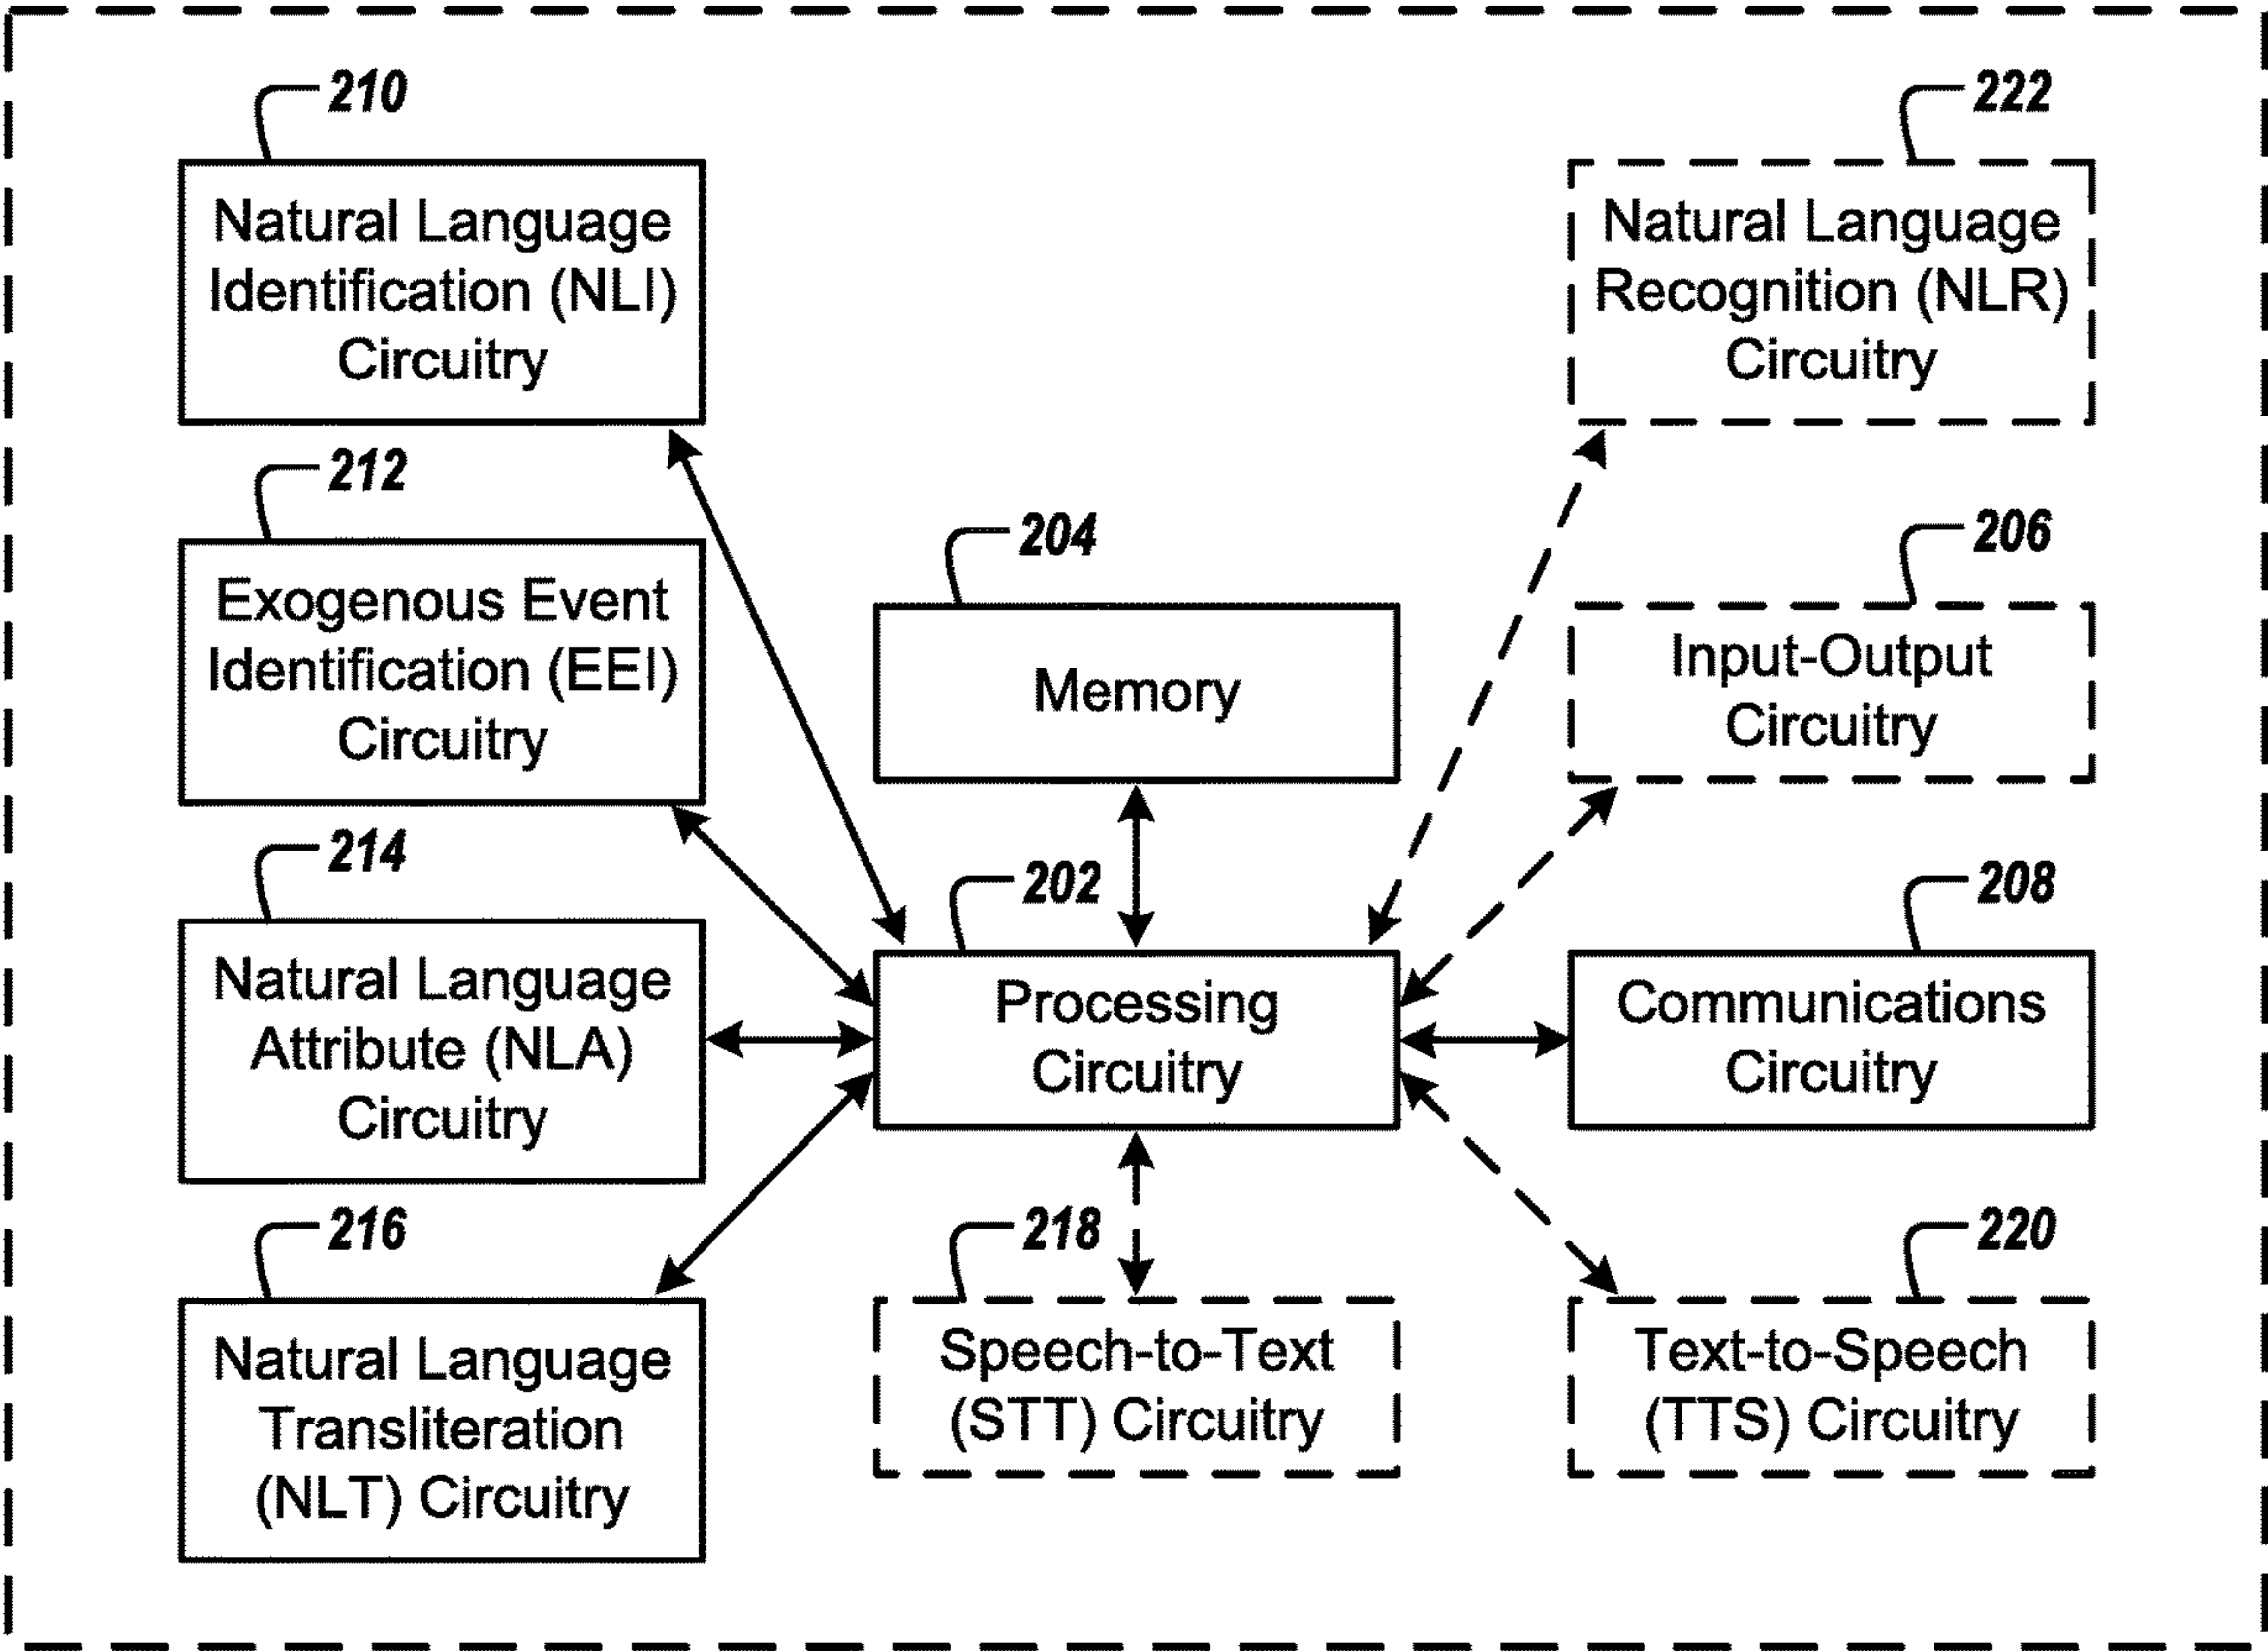 210
Natural Language
Identification (NLI)
Circuitry
222
Natural Language
Recognition (NLR)
Circuitry
212
Exogenous Event
Identification (EEI)
Circuitry
204
Memory
206
Input-Output
Circuitry
214
Natural Language
Attribute (NLA)
Circuitry
202
Processing
Circuitry
208
Communications
Circuitry
216
Natural Language
Transliteration
(NLT) Circuitry
218
Speech-to-Text
(STT) Circuitry
220
Text-to-Speech
(TTS) Circuitry